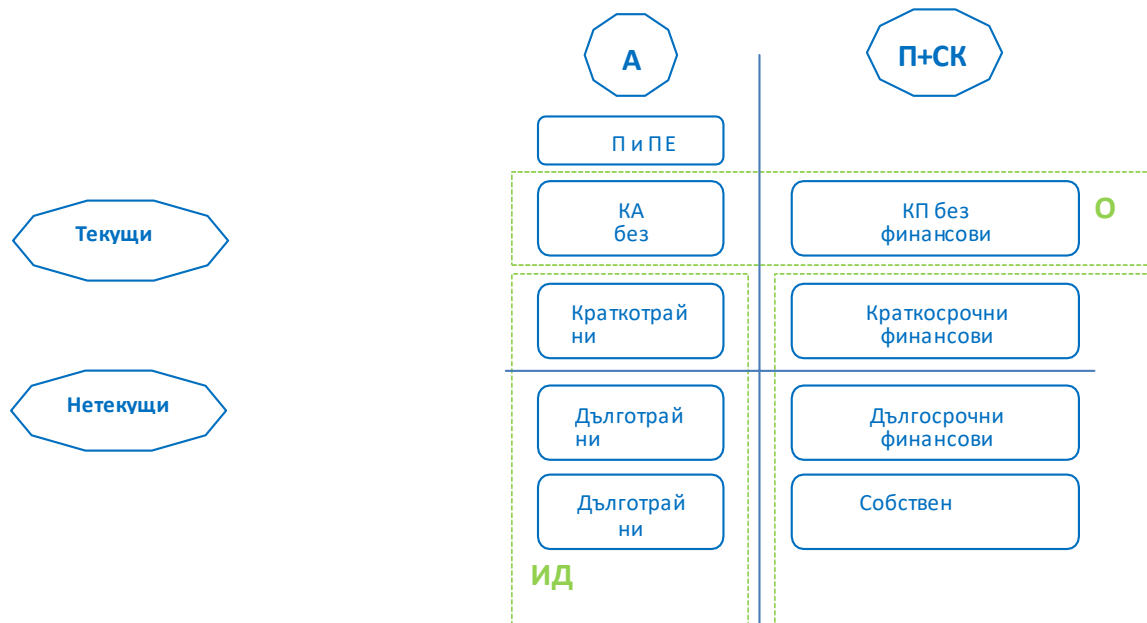 А
П+СК
П и ПЕ
КА
без
КП без
финансови
О
Текущи
Краткотрай
ни
Краткосрочни
финансови
Нетекущи
Дълготрай
ни
Дългосрочни
финансови
Дълготрай
ни
Собствен
ИД